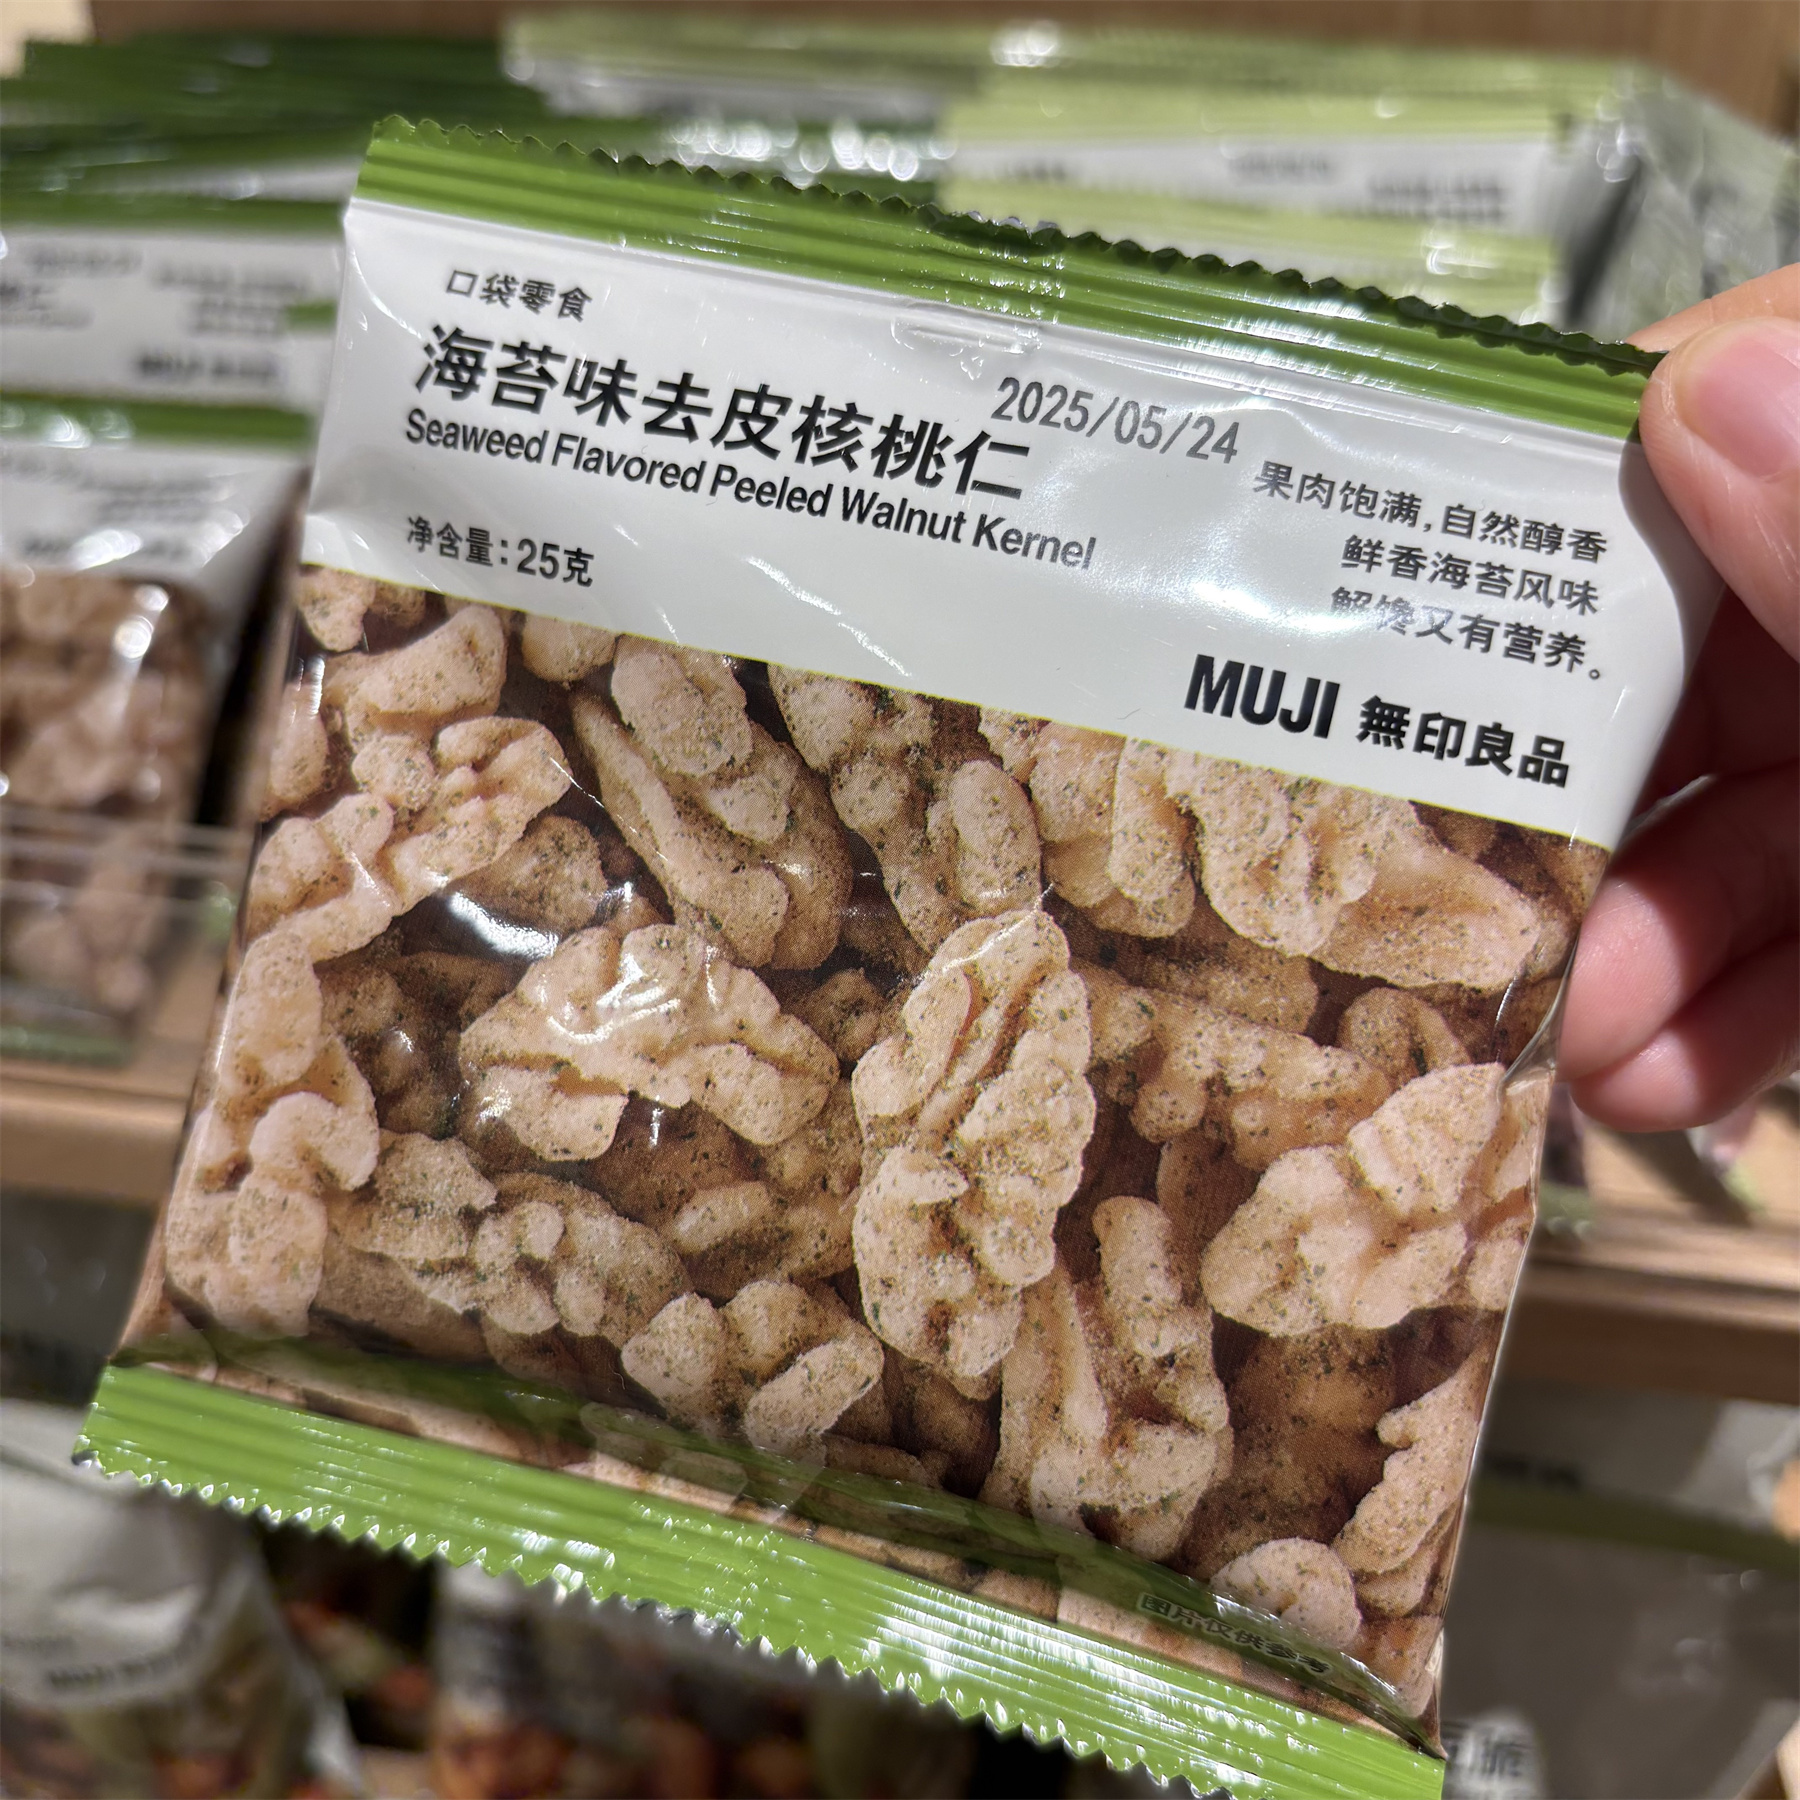 口袋零食
海苔味去皮核桃仁
Seaweed Flavored Peeled Walnut Kernel
净含量:25克
2025/05/24
果肉饱满,自然醇香
鲜香海苔风味
解馋又有营养。
MUJI 無印良品
图片仅供参考